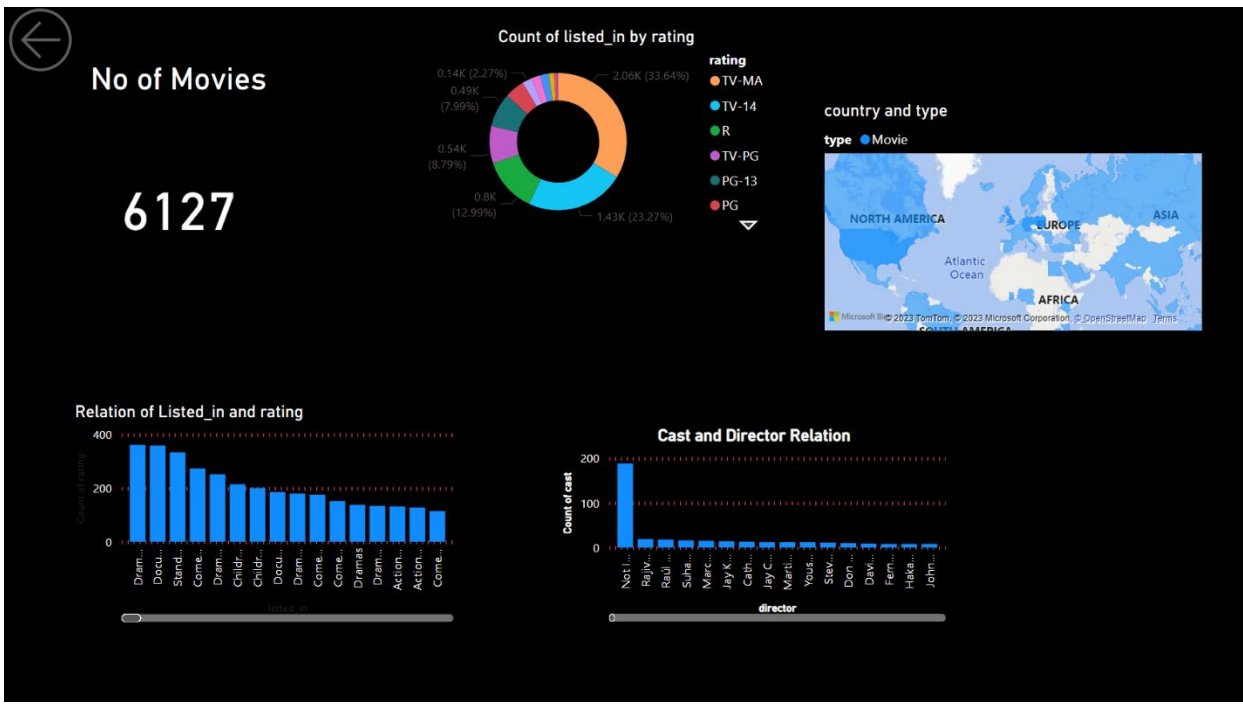 No of Movies
6127
Count of listed_in by rating
0.14K (2.27%)
2.06K (33.64%)
0.49K
(7.99%)
0.54K
(8.79%)
0.8K
(12.99%)
1.43K (23.27%)
rating
TV-MA
TV-14
R
TV-PG
PG-13
PG
country and type
type Movie
NORTH AMERICA
EUROPE
ASIA
Atlantic
Ocean
AFRICA
Microsoft
© 2023 TomTom, © 2023 Microsoft Corporation, © OpenStreetMap Terms
SOUTH AMERICA
Relation of Listed_in and rating
Count of rating
400
200
0
Dram...
Docu...
Stand...
Come...
Dram...
Childr...
Childr...
Docu...
Dram...
Come...
Come...
Dramas
Dram...
Action...
Action...
Come...
listed_in
Cast and Director Relation
Count of cast
200
100
0
Not I...
Rajiv...
Raúl ...
Suha...
Marc...
Jay K...
Cath...
Jay C...
Marti...
Yous...
Stev...
Don ...
Davi...
Fern...
Haka...
John...
director